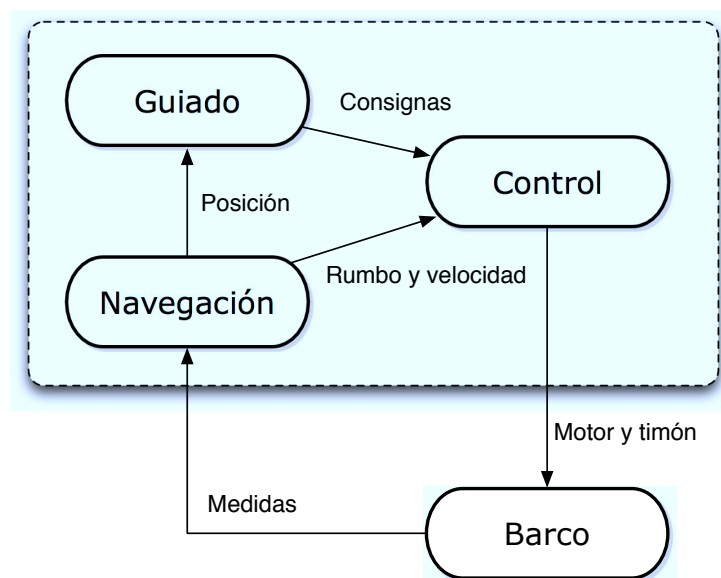 Guiado
Consignas
Control
Posición
Rumbo y velocidad
Navegación
Motor y timón
Medidas
Barco